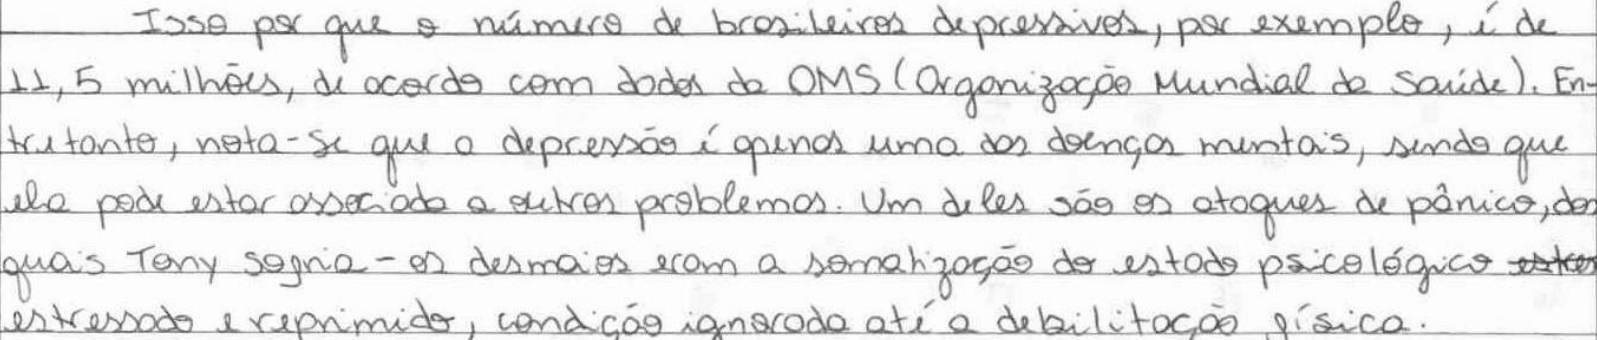 Isso por que o número de brasileiros depressivos, por exemplo, é de
11,5 milhões, de acordo com dados da OMS (Organização Mundial da Saúde). En-
tretanto, nota-se que a depressão é apenas uma das doenças mentais, sendo que
ela pode estar associada a outros problemas. Um deles são os ataques de pânico, dos
quais Tony sofria - os desmaios eram a somatização do estado psicológico
estressado e reprimido, condição ignorada até a debilitação física.